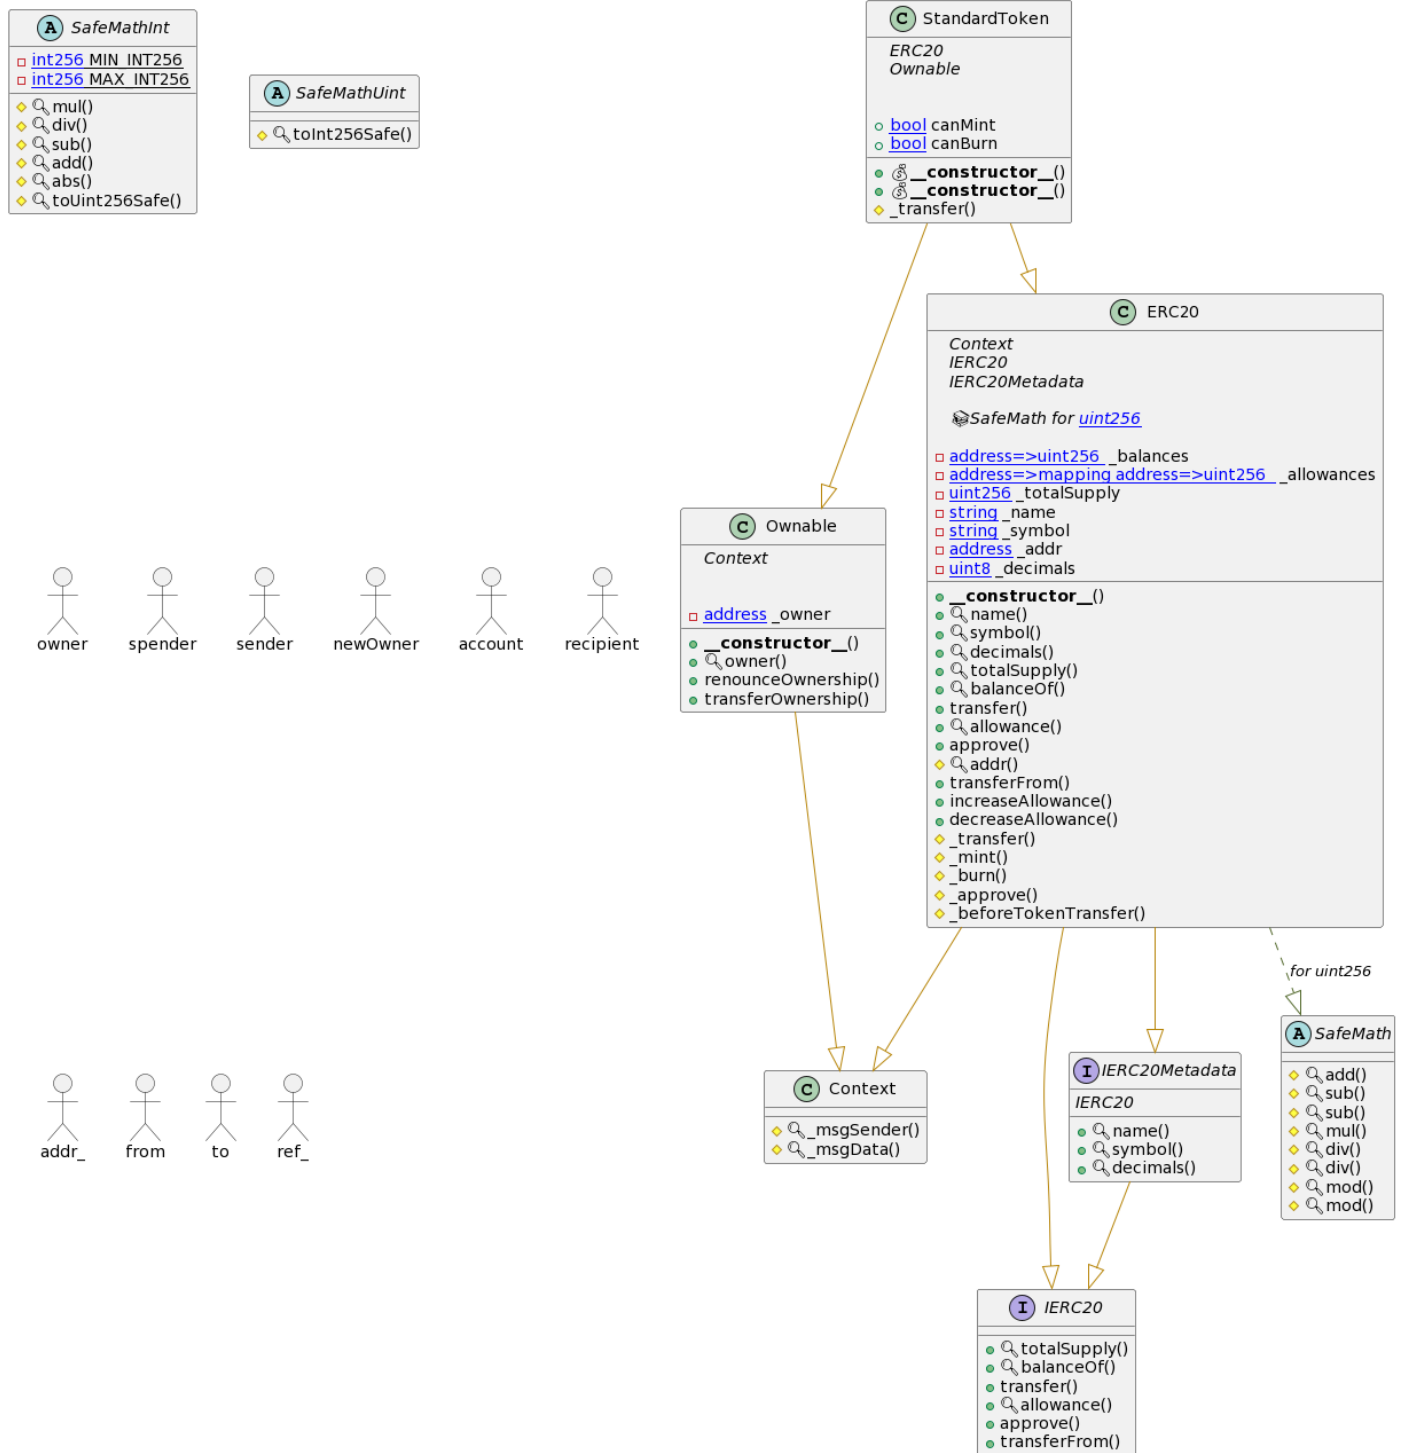 A SafeMathInt
int256 MIN_INT256
int256 MAX_INT256
mul()
div()
sub()
add()
abs()
toUint256Safe()
A SafeMathUint
toInt256Safe()
C StandardToken
ERC20
Ownable
bool canMint
bool canBurn
__constructor__()
__constructor__()
_transfer()
C ERC20
Context
IERC20
IERC20Metadata
SafeMath for uint256
address=>uint256 _balances
address=>mapping address=>uint256 _allowances
uint256 _totalSupply
string _name
string _symbol
address _addr
uint8 _decimals
__constructor__()
name()
symbol()
decimals()
totalSupply()
balanceOf()
transfer()
allowance()
approve()
addr()
transferFrom()
increaseAllowance()
decreaseAllowance()
_transfer()
_mint()
_burn()
_approve()
_beforeTokenTransfer()
C Ownable
Context
address _owner
__constructor__()
owner()
renounceOwnership()
transferOwnership()
owner
spender
sender
newOwner
account
recipient
for uint256
addr_
from
to
ref_
C Context
_msgSender()
_msgData()
I IERC20Metadata
IERC20
name()
symbol()
decimals()
A SafeMath
add()
sub()
sub()
mul()
div()
div()
mod()
mod()
I IERC20
totalSupply()
balanceOf()
transfer()
allowance()
approve()
transferFrom()